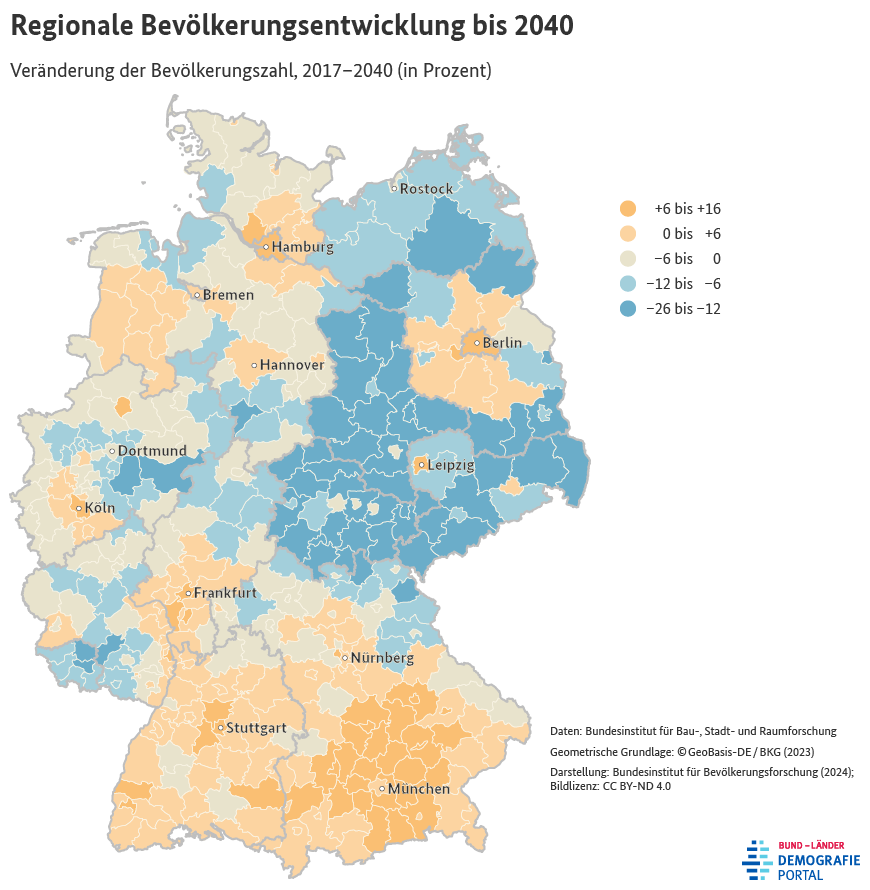 Regionale Bevölkerungsentwicklung bis 2040
Veränderung der Bevölkerungszahl, 2017–2040 (in Prozent)
Rostock
+6 bis +16
0 bis +6
Hamburg
−6 bis 0
−12 bis −6
Bremen
−26 bis −12
Berlin
Hannover
Dortmund
Leipzig
Köln
Frankfurt
Nürnberg
Stuttgart
Daten: Bundesinstitut für Bau-, Stadt- und Raumforschung
Geometrische Grundlage: © GeoBasis-DE / BKG (2023)
Darstellung: Bundesinstitut für Bevölkerungsforschung (2024);
Bildlizenz: CC BY-ND 4.0
München
BUND – LÄNDER
DEMOGRAFIE
PORTAL